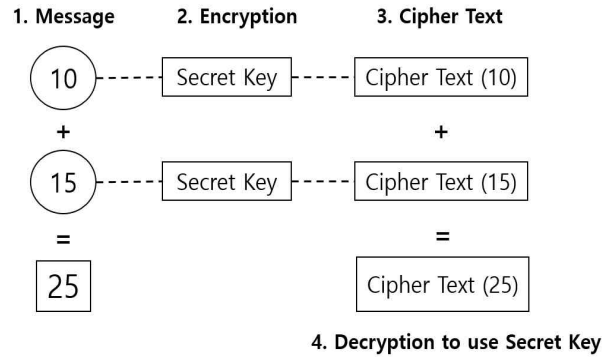 1. Message 2. Encryption 3. Cipher Text
10 Secret Key Cipher Text (10)
+ +
15 Secret Key Cipher Text (15)
= =
25 Cipher Text (25)
4. Decryption to use Secret Key